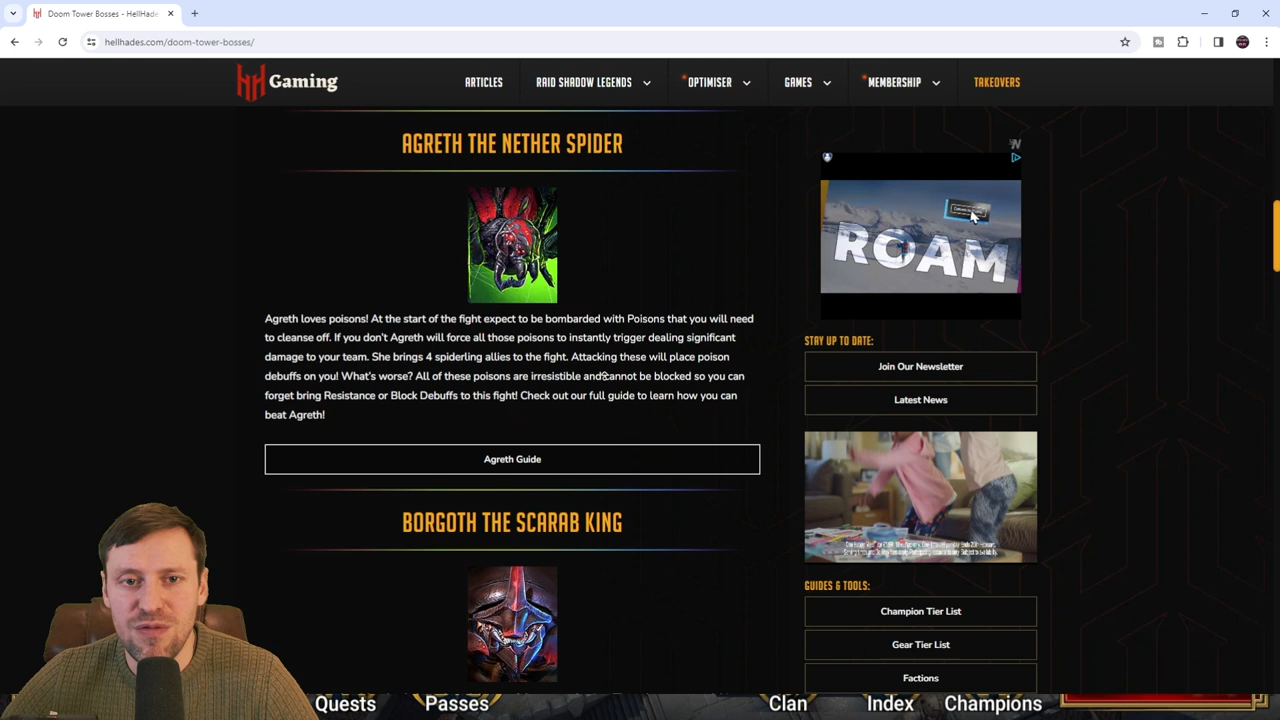 Doom Tower Bosses - HellHade
hellhades.com/doom-tower-bosses/
Gaming
ARTICLES
RAID SHADOW LEGENDS
OPTIMISER
GAMES
MEMBERSHIP
TAKEOVERS
AGRETH THE NETHER SPIDER
Agreth loves poisons! At the start of the fight expect to be bombarded with Poisons that you will need
to cleanse off. If you don't Agreth will force all those poisons to instantly trigger dealing significant
damage to your team. She brings 4 spiderling allies to the fight. Attacking these will place poison
debuffs on you! What's worse? All of these poisons are irresistible and cannot be blocked so you can
forget bring Resistance or Block Debuffs to this fight! Check out our full guide to learn how you can
beat Agreth!
Agreth Guide
BORGOTH THE SCARAB KING
ROAM
STAY UP TO DATE:
Join Our Newsletter
Latest News
GUIDES & TOOLS:
Champion Tier List
Gear Tier List
Factions
Quests
Passes
Clan
Index
Champions